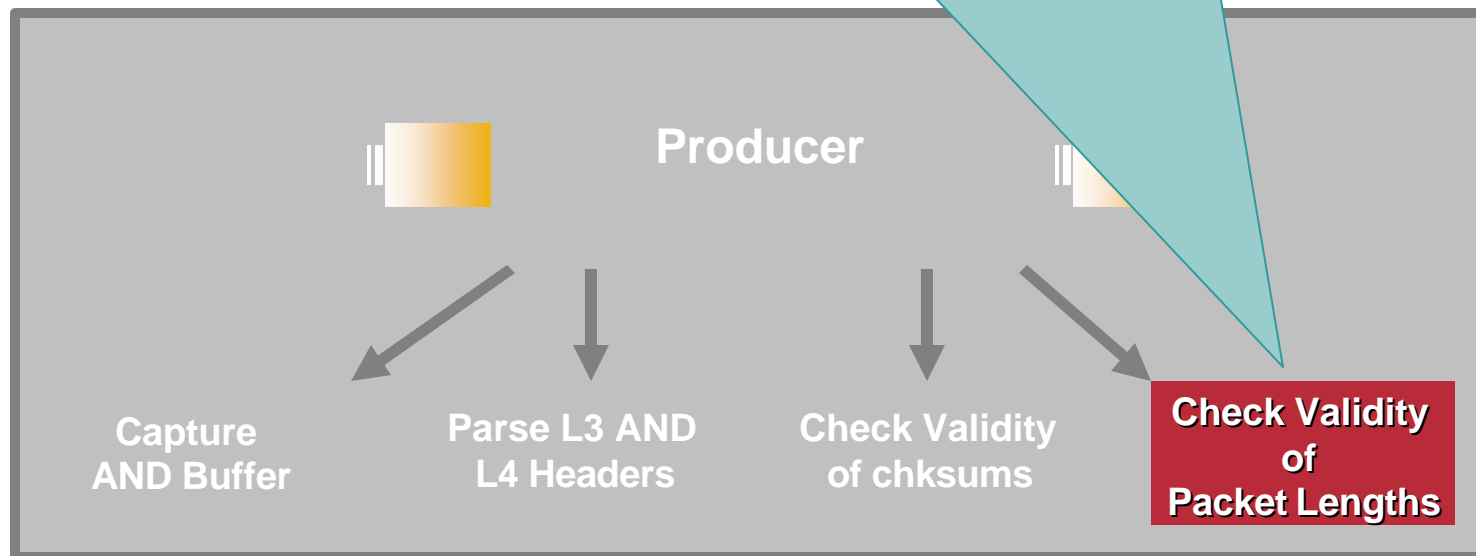 Producer
Capture
AND Buffer
Parse L3 AND
L4 Headers
Check Validity
of chksums
Check Validity
of
Packet Lengths